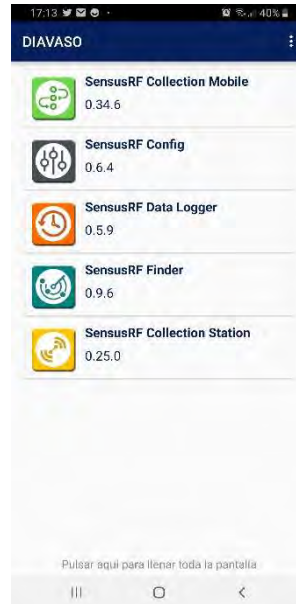 17:13
40%
DIAVASO
SensusRF Collection Mobile
0.34.6
SensusRF Config
0.6.4
SensusRF Data Logger
0.5.9
SensusRF Finder
0.9.6
SensusRF Collection Station
0.25.0
Pulsar aquí para llenar toda la pantalla